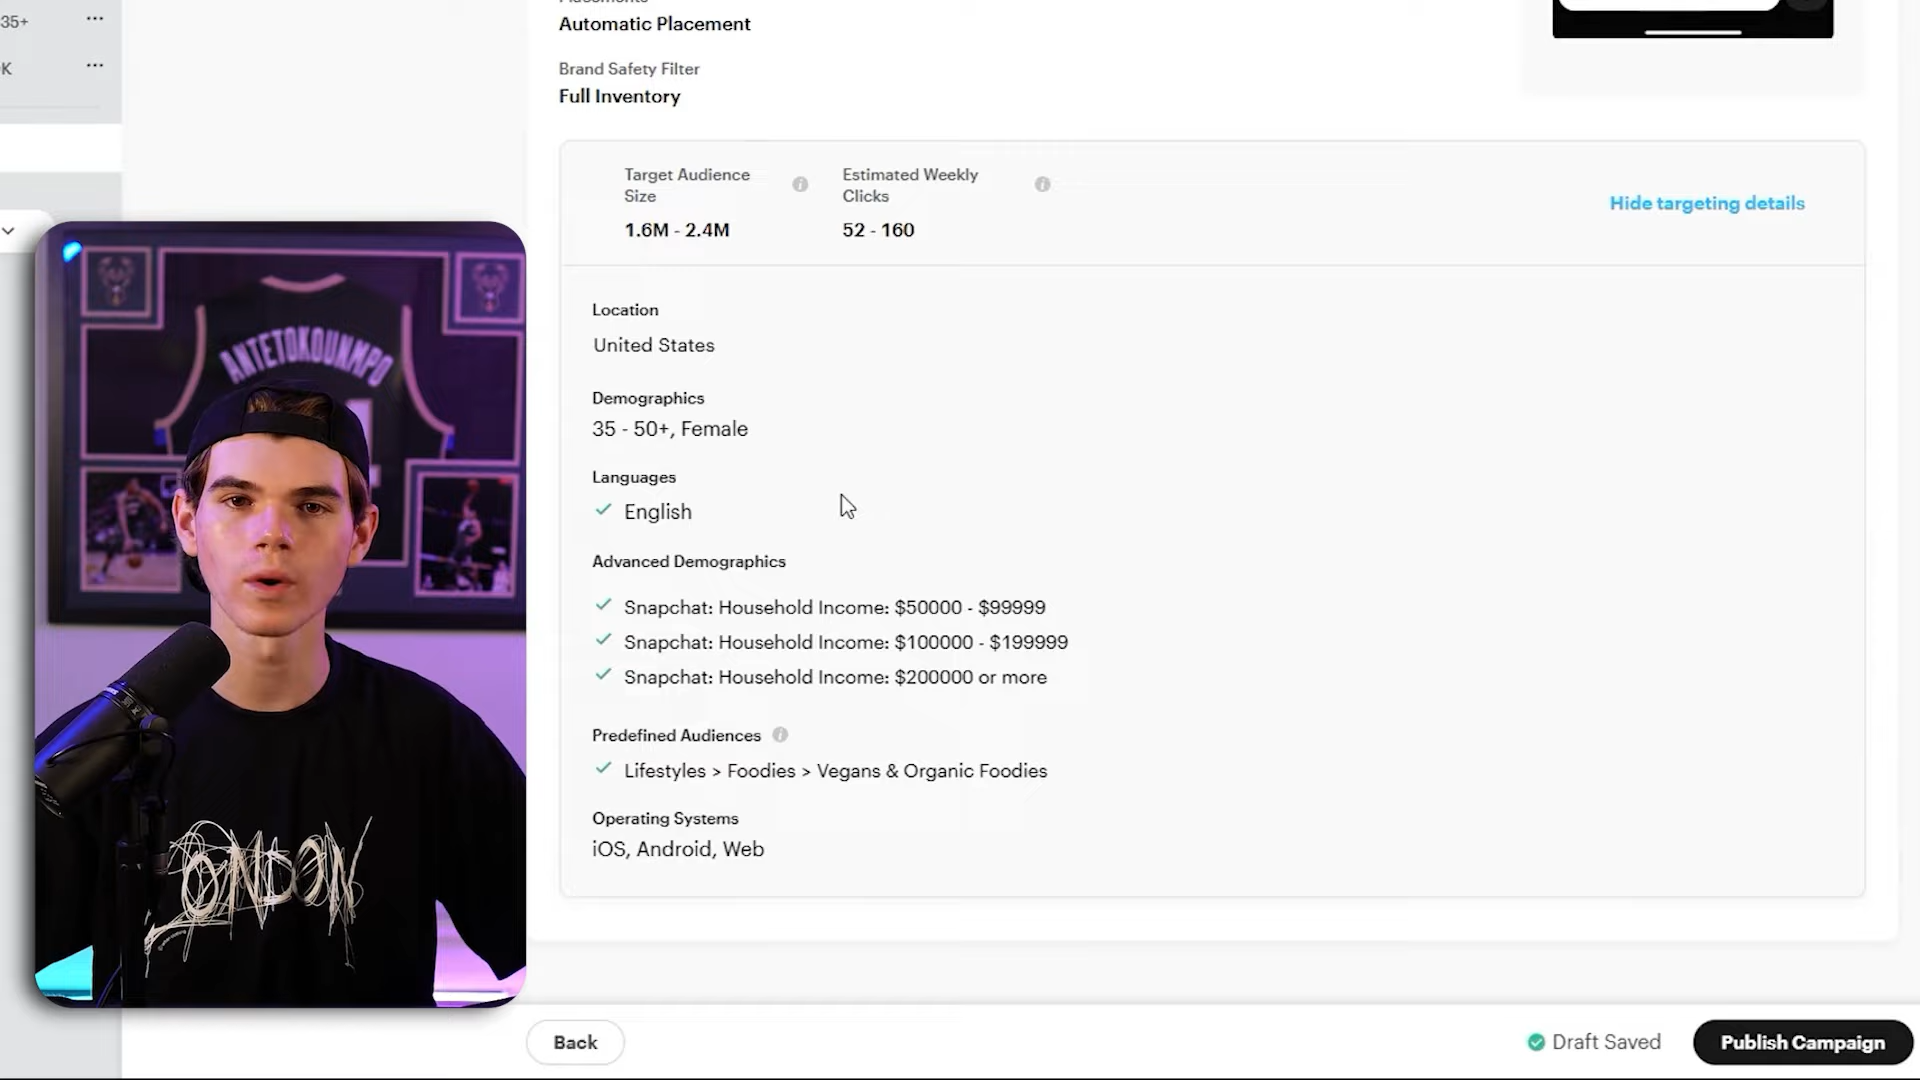 35+
K
Automatic Placement
Brand Safety Filter
Full Inventory
Target Audience
Size
1.6M - 2.4M
Estimated Weekly
Clicks
52 - 160
Hide targeting details
Location
United States
Demographics
35 - 50+, Female
Languages
English
Advanced Demographics
Snapchat: Household Income: $50000 - $99999
Snapchat: Household Income: $100000 - $199999
Snapchat: Household Income: $200000 or more
Predefined Audiences
Lifestyles > Foodies > Vegans & Organic Foodies
Operating Systems
iOS, Android, Web
Back
Draft Saved
Publish Campaign
ANTETOKOUNMPO
LONDON